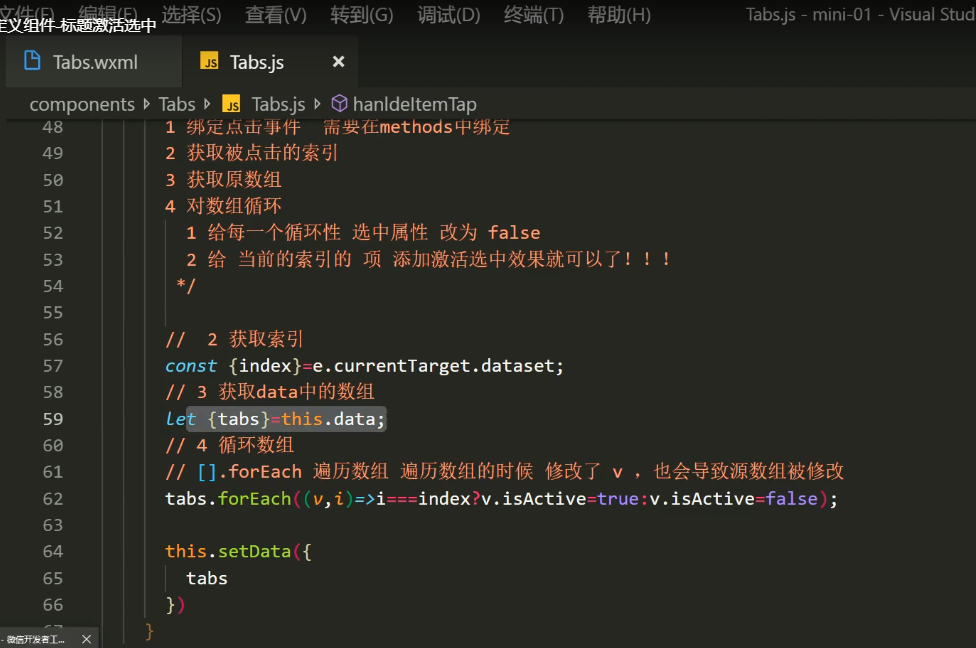 文件(F) 编辑(E) 选择(S) 查看(V) 转到(G) 调试(D) 终端(T) 帮助(H) Tabs.js - mini-01 - Visual Stud
定义组件-标题激活选中
Tabs.wxml JS Tabs.js ×
components Tabs JS Tabs.js hanldeItemTap
48 1 绑定点击事件 需要在methods中绑定
49 2 获取被点击的索引
50 3 获取原数组
51 4 对数组循环
52 1 给每一个循环性 选中属性 改为 false
53 2 给 当前的索引的 项 添加激活选中效果就可以了！！！
54 */
55
56 // 2 获取索引
57 const {index}=e.currentTarget.dataset;
58 // 3 获取data中的数组
59 let {tabs}=this.data;
60 // 4 循环数组
61 // [].forEach 遍历数组 遍历数组的时候 修改了 v ，也会导致源数组被修改
62 tabs.forEach((v,i)=>i===index?v.isActive=true:v.isActive=false);
63
64 this.setData({
65 tabs
66 })
67 }
- 微信开发者工... ×